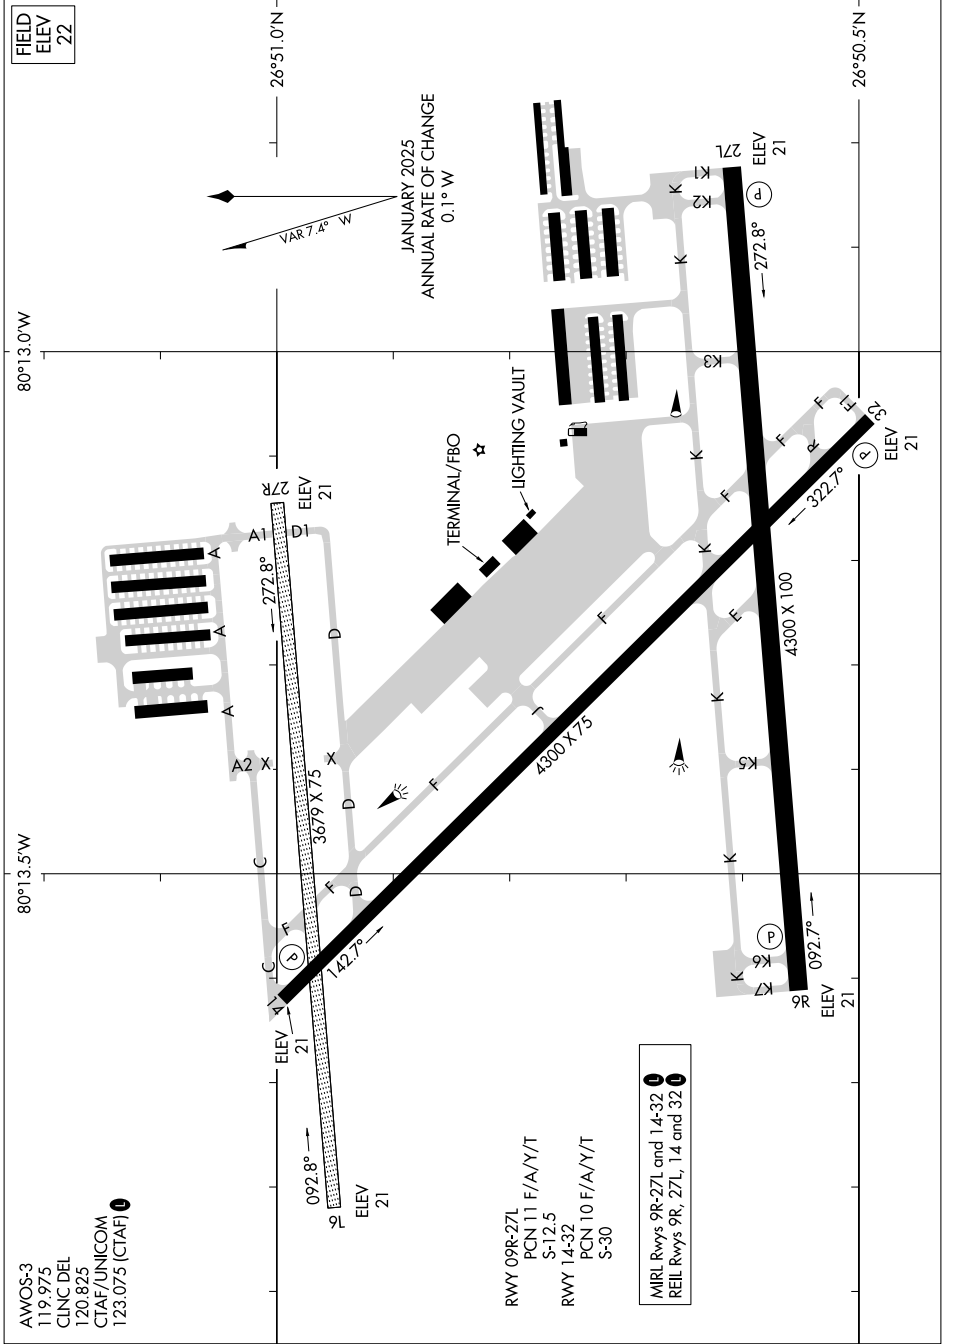 AWOS-3
119.975
CLNC DEL
120.825
CTAF/UNICOM
123.075 (CTAF) L
FIELD
ELEV
22
80°13.5'W
80°13.0'W
26°51.0'N
26°50.5'N
VAR 7.4° W
JANUARY 2025
ANNUAL RATE OF CHANGE
0.1° W
A
A
A
A1
A2
X
X
C
C
D
D
D
D1
27R
ELEV
21
272.8°
3679 X 75
092.8°
9L
ELEV
21
14
ELEV
21
P
142.7°
F
F
F
F
F
F
F
F1
J
R
4300 X 75
322.7°
32
ELEV
21
P
TERMINAL/FBO
LIGHTING VAULT
K
K
K
K
K
K
K
K1
K2
K3
K5
K6
K7
E
27L
ELEV
21
P
272.8°
4300 X 100
092.7°
9R
ELEV
21
P
RWY 09R-27L
PCN 11 F/A/Y/T
S-12.5
RWY 14-32
PCN 10 F/A/Y/T
S-30
MIRL Rwys 9R-27L and 14-32 L
REIL Rwys 9R, 27L, 14 and 32 L